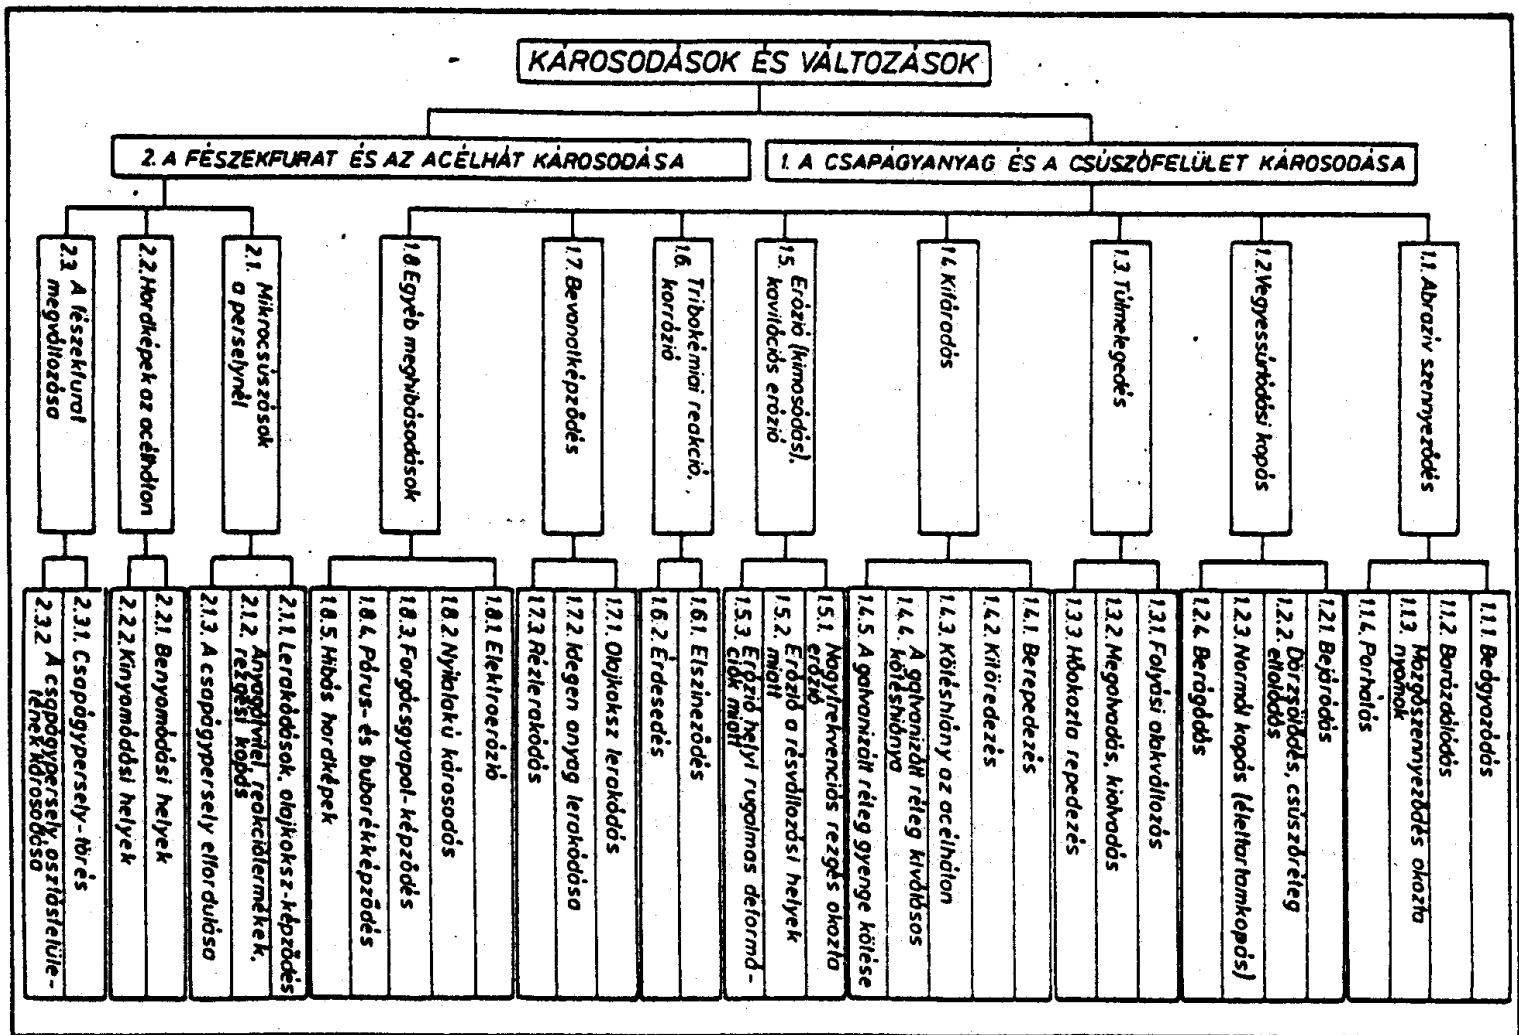 KÁROSODÁSOK ÉS VÁLTOZÁSOK
2. A FÉSZEKFURAT ÉS AZ ACÉLHÁT KÁROSODÁSA
1. A CSAPÁGYANYAG ÉS A CSÚSZÓFELÜLET KÁROSODÁSA
1.1. Abrazív szennyeződés
1.2. Vegyessúrlódási kopás
1.3 Túlmelegedés
1.4. Kifáradás
1.5. Erózió (kimosódás),
kavitációs erózió
1.6. Tribokémiai reakció,
korrózió
1.7. Bevonatképződés
1.8. Egyéb meghibásodások
2.1. Mikrocsúszások
a perselynél
2.2. Hordképek az acélháton
2.3. A fészekfurat
megváltozása
1.1.1 Beágyazódás
1.1.2 Barázdálódás
1.1.3. Mozgószennyeződés okozta
nyomok
1.1.4. Porhatás
1.2.1 Bejáródás
1.2.2. Dörzsölődés, csúszóréteg
eltolódás
1.2.3 Normál kopás (élettartamkopás)
1.2.4. Berágódás
1.3.1. Folyási alakváltozás
1.3.2 Megolvadás, kiolvadás
1.3.3 Hőokozta repedezés
1.4.1. Berepedezés
1.4.2 Kitöredezés
1.4.3. Kötéshiány az acélháton
1.4.4. A galvanizált réteg kiválásos
kötéshiánya
1.4.5 A galvanizált réteg gyenge kötése
1.5.1. Nagyfrekvenciás rezgés okozta
erózió
1.5.2. Erózió a résváltozási helyek
miatt
1.5.3 Erózió helyi rugalmas deformá-
ciók miatt
1.6.1. Elszíneződés
1.6.2 Érdesedés
1.7.1. Olajkoksz lerakódás
1.7.2 Idegen anyag lerakódása
1.7.3 Rézlerakódás
1.8.1 Elektroerózió
1.8.2 Nyílalakú károsodás
1.8.3 Forgácsgyapot-képződés
1.8.4. Pórus- és buborékképződés
1.8.5. Hibás hordképek
2.1.1. Lerakódások, olajkoksz-képződés
2.1.2. Anyagátvitel, reakciótermékek,
rezgési kopás
2.1.3. A csapágypersely elfordulása
2.2.1. Benyomódási helyek
2.2.2. Kinyomódási helyek
2.3.1. Csapágypersely-törés
2.3.2. A csapágypersely osztásfelüle-
tének károsodása